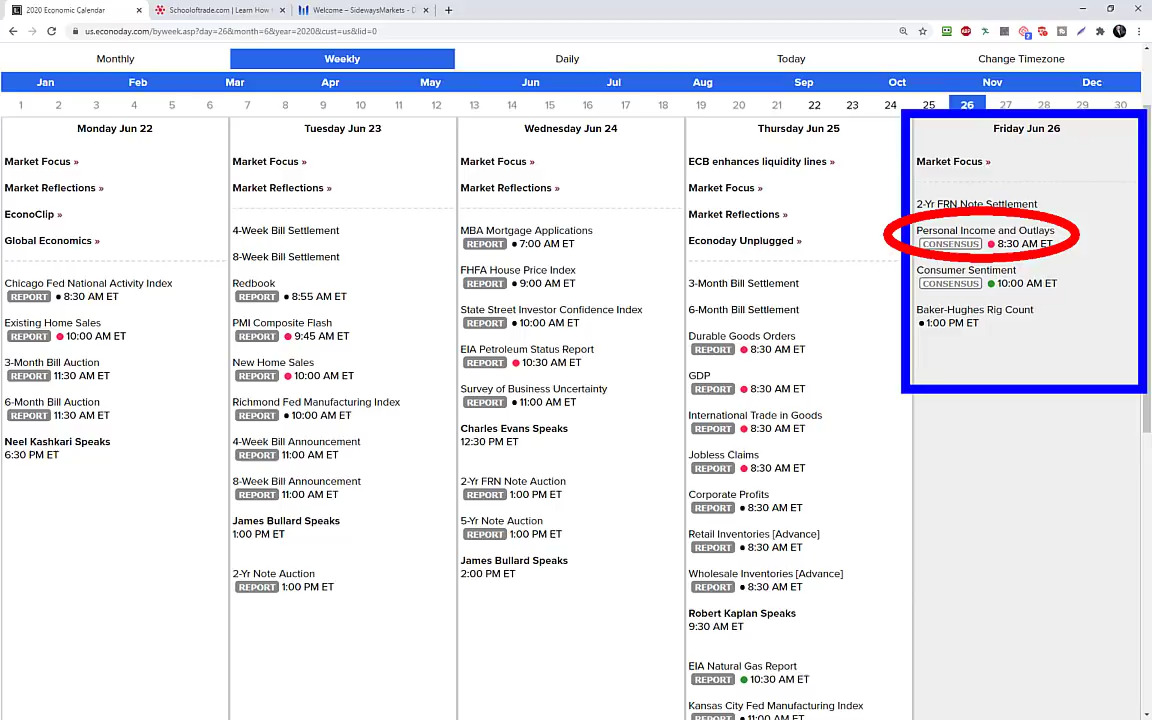 2020 Economic Calendar
Schooloftrade.com | Learn How
Welcome – SidewaysMarkets - D
us.econoday.com/byweek.asp?day=26&month=6&year=2020&cust=us&lid=0
Monthly Weekly Daily Today Change Timezone
Jan Feb Mar Apr May Jun Jul Aug Sep Oct Nov Dec
1 2 3 4 5 6 7 8 9 10 11 12 13 14 15 16 17 18 19 20 21 22 23 24 25 26 27 28 29 30
Monday Jun 22
Market Focus »
Market Reflections »
EconoClip »
Global Economics »
Chicago Fed National Activity Index
REPORT 8:30 AM ET
Existing Home Sales
REPORT 10:00 AM ET
3-Month Bill Auction
REPORT 11:30 AM ET
6-Month Bill Auction
REPORT 11:30 AM ET
Neel Kashkari Speaks
6:30 PM ET
Tuesday Jun 23
Market Focus »
Market Reflections »
4-Week Bill Settlement
8-Week Bill Settlement
Redbook
REPORT 8:55 AM ET
PMI Composite Flash
REPORT 9:45 AM ET
New Home Sales
REPORT 10:00 AM ET
Richmond Fed Manufacturing Index
REPORT 10:00 AM ET
4-Week Bill Announcement
REPORT 11:00 AM ET
8-Week Bill Announcement
REPORT 11:00 AM ET
James Bullard Speaks
1:00 PM ET
2-Yr Note Auction
REPORT 1:00 PM ET
Wednesday Jun 24
Market Focus »
Market Reflections »
MBA Mortgage Applications
REPORT 7:00 AM ET
FHFA House Price Index
REPORT 9:00 AM ET
State Street Investor Confidence Index
REPORT 10:00 AM ET
EIA Petroleum Status Report
REPORT 10:30 AM ET
Survey of Business Uncertainty
REPORT 11:00 AM ET
Charles Evans Speaks
12:30 PM ET
2-Yr FRN Note Auction
REPORT 1:00 PM ET
5-Yr Note Auction
REPORT 1:00 PM ET
James Bullard Speaks
2:00 PM ET
Thursday Jun 25
ECB enhances liquidity lines »
Market Focus »
Market Reflections »
Econoday Unplugged »
3-Month Bill Settlement
6-Month Bill Settlement
Durable Goods Orders
REPORT 8:30 AM ET
GDP
REPORT 8:30 AM ET
International Trade in Goods
REPORT 8:30 AM ET
Jobless Claims
REPORT 8:30 AM ET
Corporate Profits
REPORT 8:30 AM ET
Retail Inventories [Advance]
REPORT 8:30 AM ET
Wholesale Inventories [Advance]
REPORT 8:30 AM ET
Robert Kaplan Speaks
9:30 AM ET
EIA Natural Gas Report
REPORT 10:30 AM ET
Kansas City Fed Manufacturing Index
REPORT 11:00 AM ET
Friday Jun 26
Market Focus »
2-Yr FRN Note Settlement
Personal Income and Outlays
CONSENSUS 8:30 AM ET
Consumer Sentiment
CONSENSUS 10:00 AM ET
Baker-Hughes Rig Count
1:00 PM ET